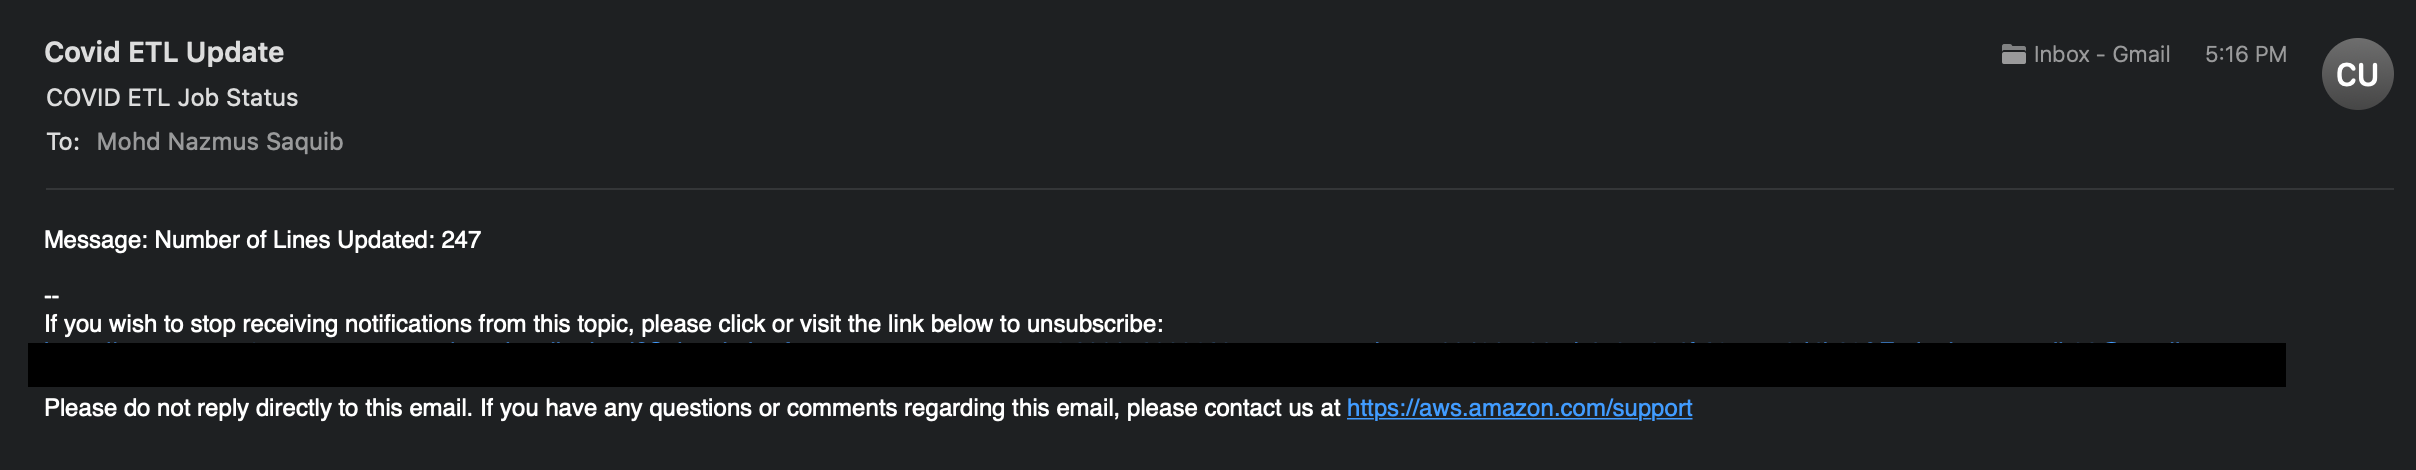 Covid ETL Update
Inbox - Gmail 5:16 PM
CU
COVID ETL Job Status
To: Mohd Nazmus Saquib
Message: Number of Lines Updated: 247
--
If you wish to stop receiving notifications from this topic, please click or visit the link below to unsubscribe:
Please do not reply directly to this email. If you have any questions or comments regarding this email, please contact us at https://aws.amazon.com/support